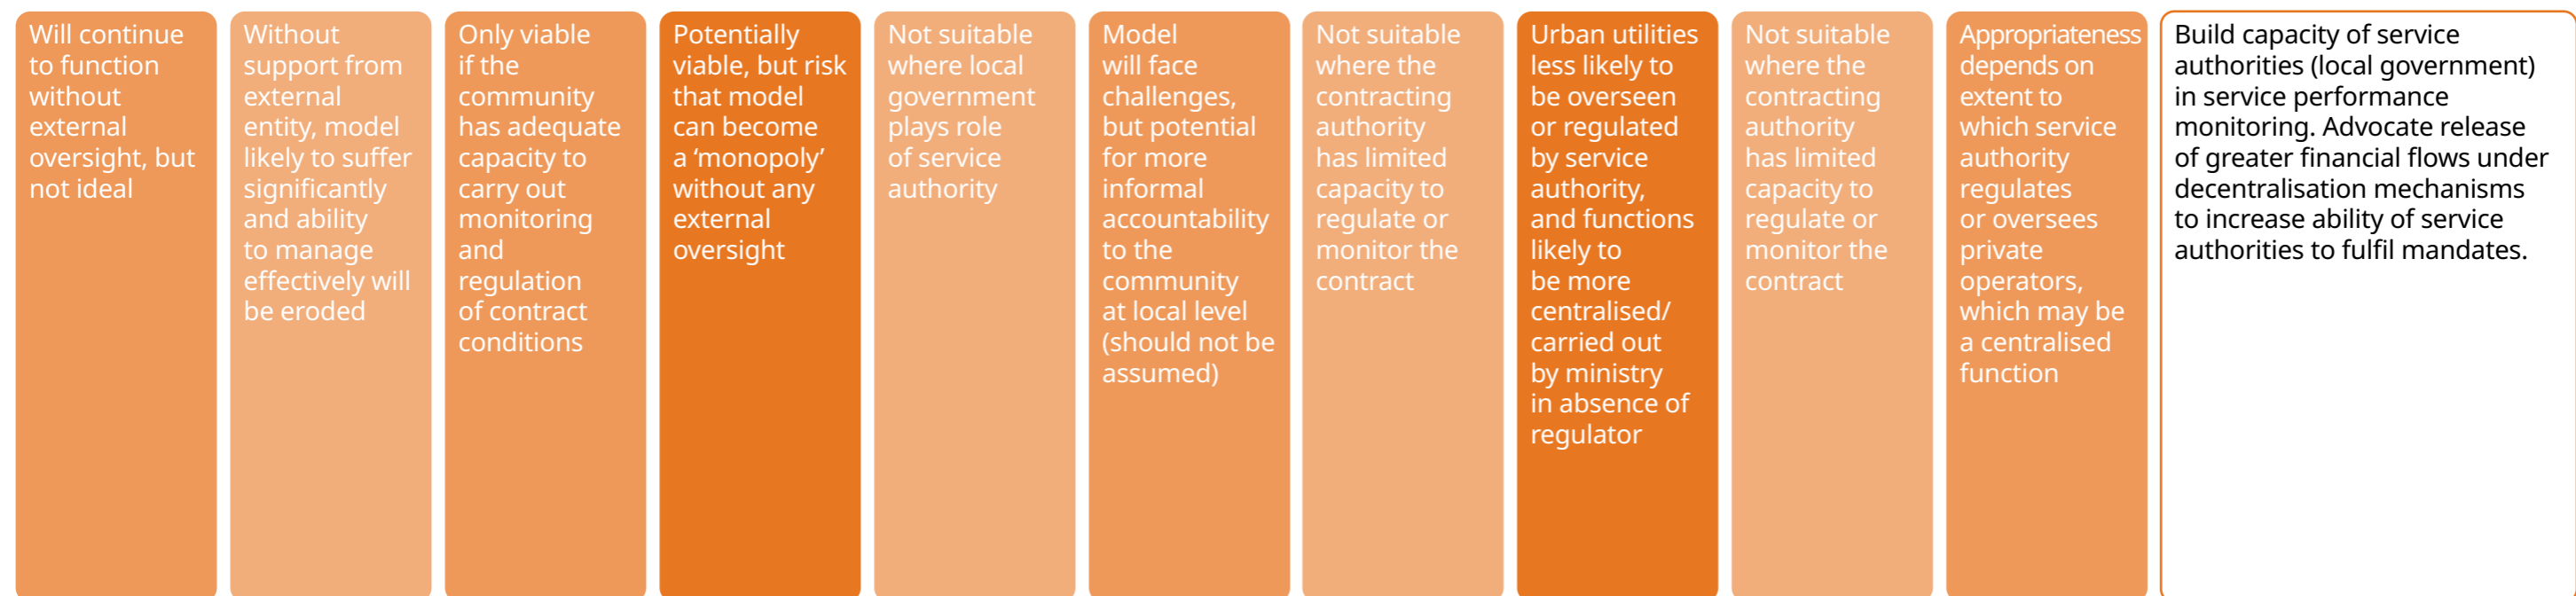 Will continue
to function
without
external
oversight, but
not ideal
Without
support from
external
entity, model
likely to suffer
significantly
and ability
to manage
effectively will
be eroded
Only viable
if the
community
has adequate
capacity to
carry out
monitoring
and
regulation
of contract
conditions
Potentially
viable, but risk
that model
can become
a ‘monopoly’
without any
external
oversight
Not suitable
where local
government
plays role
of service
authority
Model
will face
challenges,
but potential
for more
informal
accountability
to the
community
at local level
(should not be
assumed)
Not suitable
where the
contracting
authority
has limited
capacity to
regulate or
monitor the
contract
Urban utilities
less likely to
be overseen
or regulated
by service
authority,
and functions
likely to
be more
centralised/
carried out
by ministry
in absence of
regulator
Not suitable
where the
contracting
authority
has limited
capacity to
regulate or
monitor the
contract
Appropriateness
depends on
extent to
which service
authority
regulates
or oversees
private
operators,
which may be
a centralised
function
Build capacity of service
authorities (local government)
in service performance
monitoring. Advocate release
of greater financial flows under
decentralisation mechanisms
to increase ability of service
authorities to fulfil mandates.